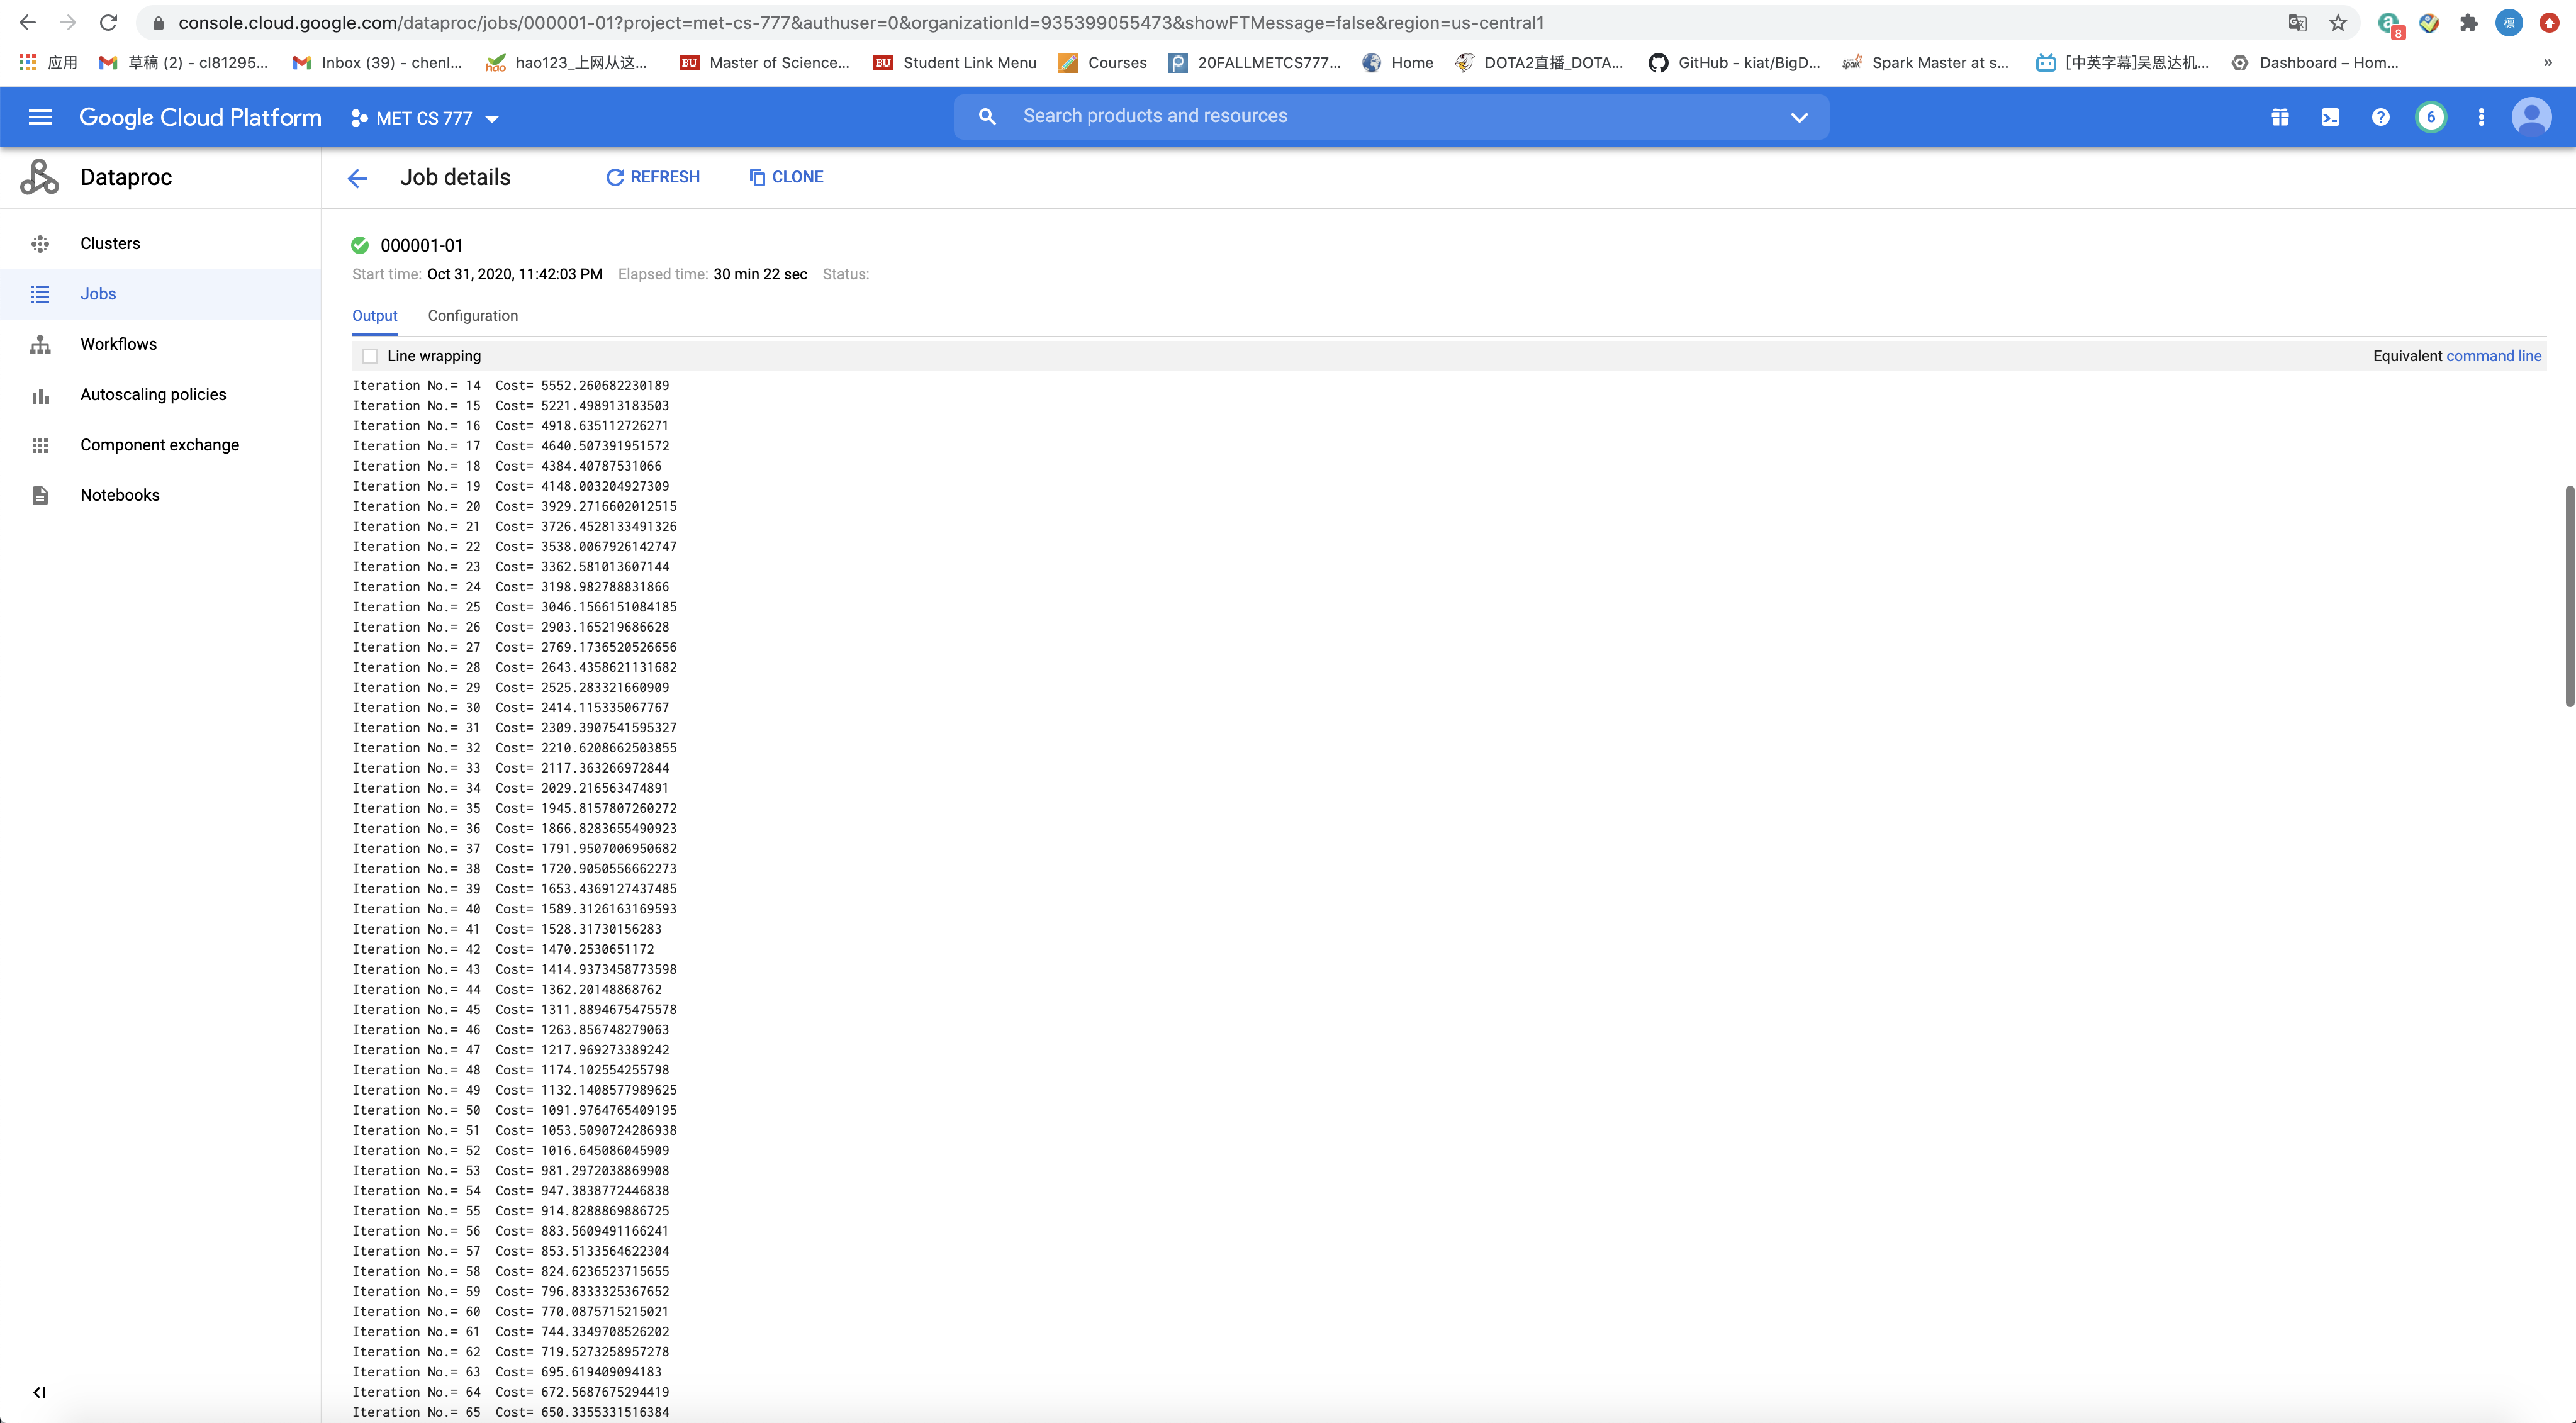 console.cloud.google.com/dataproc/jobs/000001-01?project=met-cs-777&authuser=0&organizationId=935399055473&showFTMessage=false&region=us-central1
8
應用
草稿 (2) - cl81295...
Inbox (39) - chenl...
hao123_上网从这...
BU Master of Science...
BU Student Link Menu
Courses
20FALLMETCS777...
Home
DOTA2直播_DOTA...
GitHub - kiat/BigD...
Spark Master at s...
[中英字幕]吴恩达机...
Dashboard – Hom...
»
Google Cloud Platform
MET CS 777
Search products and resources
6
Dataproc
Job details
REFRESH
CLONE
Clusters
Jobs
Workflows
Autoscaling policies
Component exchange
Notebooks
000001-01
Start time: Oct 31, 2020, 11:42:03 PM Elapsed time: 30 min 22 sec Status:
Output Configuration
Line wrapping
Equivalent command line
Iteration No.= 14 Cost= 5552.260682230189
Iteration No.= 15 Cost= 5221.498913183503
Iteration No.= 16 Cost= 4918.635112726271
Iteration No.= 17 Cost= 4640.507391951572
Iteration No.= 18 Cost= 4384.40787531066
Iteration No.= 19 Cost= 4148.003204927309
Iteration No.= 20 Cost= 3929.2716602012515
Iteration No.= 21 Cost= 3726.4528133491326
Iteration No.= 22 Cost= 3538.0067926142747
Iteration No.= 23 Cost= 3362.581013607144
Iteration No.= 24 Cost= 3198.982788831866
Iteration No.= 25 Cost= 3046.1566151084185
Iteration No.= 26 Cost= 2903.165219686628
Iteration No.= 27 Cost= 2769.1736520526656
Iteration No.= 28 Cost= 2643.4358621131682
Iteration No.= 29 Cost= 2525.283321660909
Iteration No.= 30 Cost= 2414.115335067767
Iteration No.= 31 Cost= 2309.3907541595327
Iteration No.= 32 Cost= 2210.6208662503855
Iteration No.= 33 Cost= 2117.363266972844
Iteration No.= 34 Cost= 2029.216563474891
Iteration No.= 35 Cost= 1945.8157807260272
Iteration No.= 36 Cost= 1866.8283655490923
Iteration No.= 37 Cost= 1791.9507006950682
Iteration No.= 38 Cost= 1720.9050556662273
Iteration No.= 39 Cost= 1653.4369127437485
Iteration No.= 40 Cost= 1589.3126163169593
Iteration No.= 41 Cost= 1528.31730156283
Iteration No.= 42 Cost= 1470.2530651172
Iteration No.= 43 Cost= 1414.9373458773598
Iteration No.= 44 Cost= 1362.20148868762
Iteration No.= 45 Cost= 1311.8894675475578
Iteration No.= 46 Cost= 1263.856748279063
Iteration No.= 47 Cost= 1217.969273389242
Iteration No.= 48 Cost= 1174.102554255798
Iteration No.= 49 Cost= 1132.1408577989625
Iteration No.= 50 Cost= 1091.9764765409195
Iteration No.= 51 Cost= 1053.5090724286938
Iteration No.= 52 Cost= 1016.645086045909
Iteration No.= 53 Cost= 981.2972038869908
Iteration No.= 54 Cost= 947.3838772446838
Iteration No.= 55 Cost= 914.8288869886725
Iteration No.= 56 Cost= 883.5609491166241
Iteration No.= 57 Cost= 853.5133564622304
Iteration No.= 58 Cost= 824.6236523715655
Iteration No.= 59 Cost= 796.8333325367652
Iteration No.= 60 Cost= 770.0875715215021
Iteration No.= 61 Cost= 744.3349708526202
Iteration No.= 62 Cost= 719.5273258957278
Iteration No.= 63 Cost= 695.619409094183
Iteration No.= 64 Cost= 672.5687675294419
Iteration No.= 65 Cost= 650.3355331516384